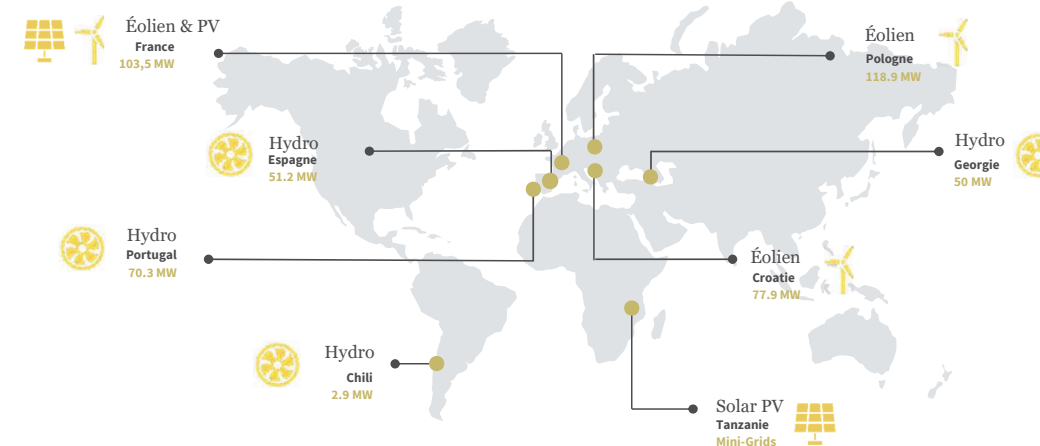 Éolien & PV
France
103,5 MW
Éolien
Pologne
118.9 MW
Hydro
Espagne
51.2 MW
Hydro
Georgie
50 MW
Hydro
Portugal
70.3 MW
Éolien
Croatie
77.9 MW
Hydro
Chili
2.9 MW
Solar PV
Tanzanie
Mini-Grids